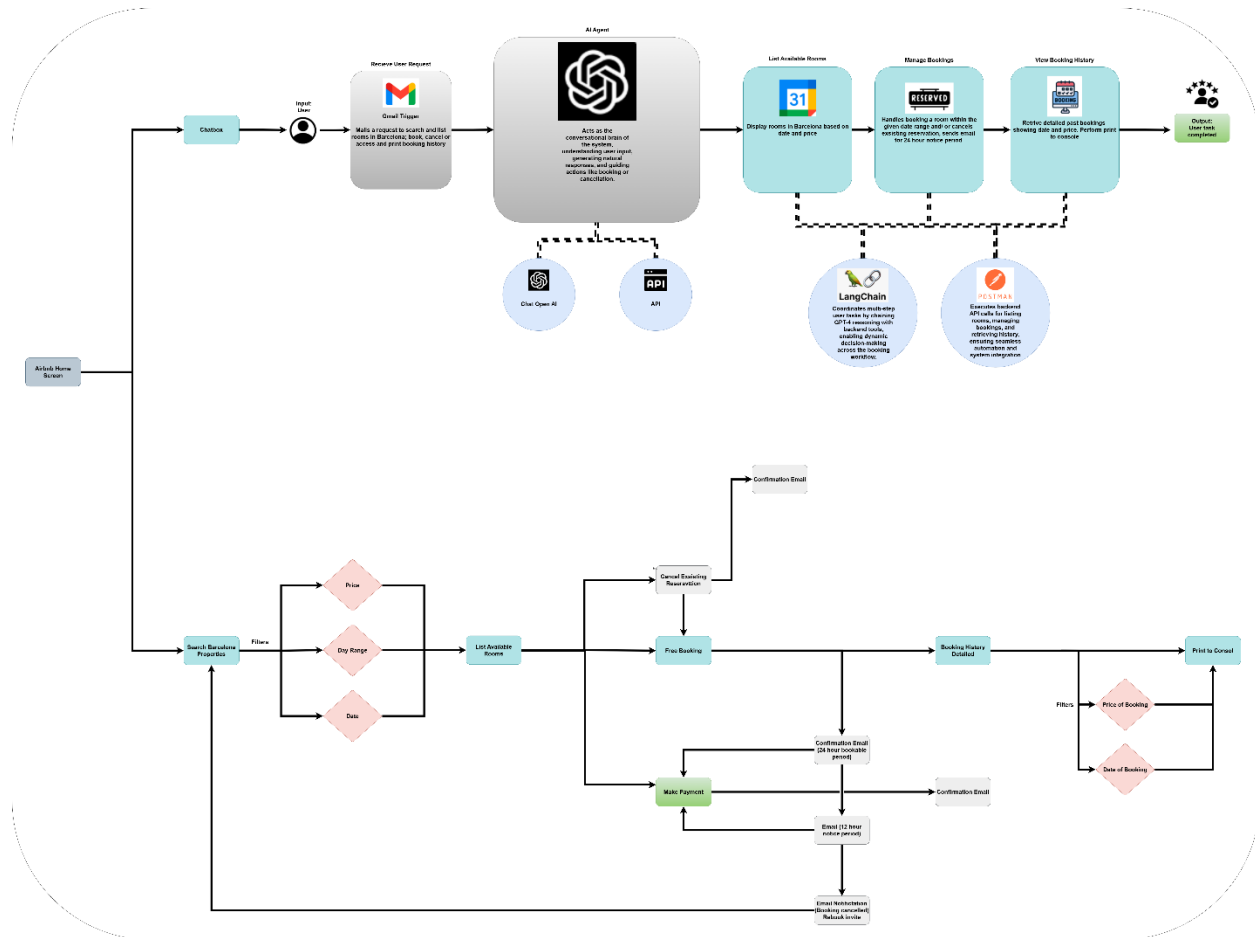 AI Agent
Recieve User Request
List Available Rooms
Manage Bookings
View Booking History
Chatbox
Input:
User
Gmail Trigger
Mails a request to search and list
rooms in Barcelona; book, cancel or
access and print booking history
Acts as the
conversational brain of
the system,
understanding user input,
generating natural
responses, and guiding
actions like booking or
cancellation.
31
Display rooms in Barcelona based on
date and price
RESERVED
Handles booking a room within the
given date range and/or cancels
exsisting reservation, sends email
for 24 hour notice period
BOOKING
Retrive detailed past bookings
showing date and price. Perform print
to console
Output:
User task
completed
Chat Open AI
API
API
LangChain
Coordinates multi-step
user tasks by chaining
GPT-4 reasoning with
backend tools,
enabling dynamic
decision-making
across the booking
workflow.
POSTMAN
Executes backend
API calls for listing
rooms, managing
bookings, and
retrieving history,
ensuring seamless
automation and
system integration
Airbnb Home
Screen
Confirmation Email
Cancel Exsisting
Search Barcelona
Properties
Filters
Price
Day Range
Date
List Available
Rooms
Free Booking
Booking History
Detailed
Print to Consel
Filters
Price of Booking
Date of Booking
Confirmation Email
(24 hour bookable
period)
Make Payment
Confirmation Email
Email (12 hour
notice period)
Email
(Booking cancelled)
Rebook invite